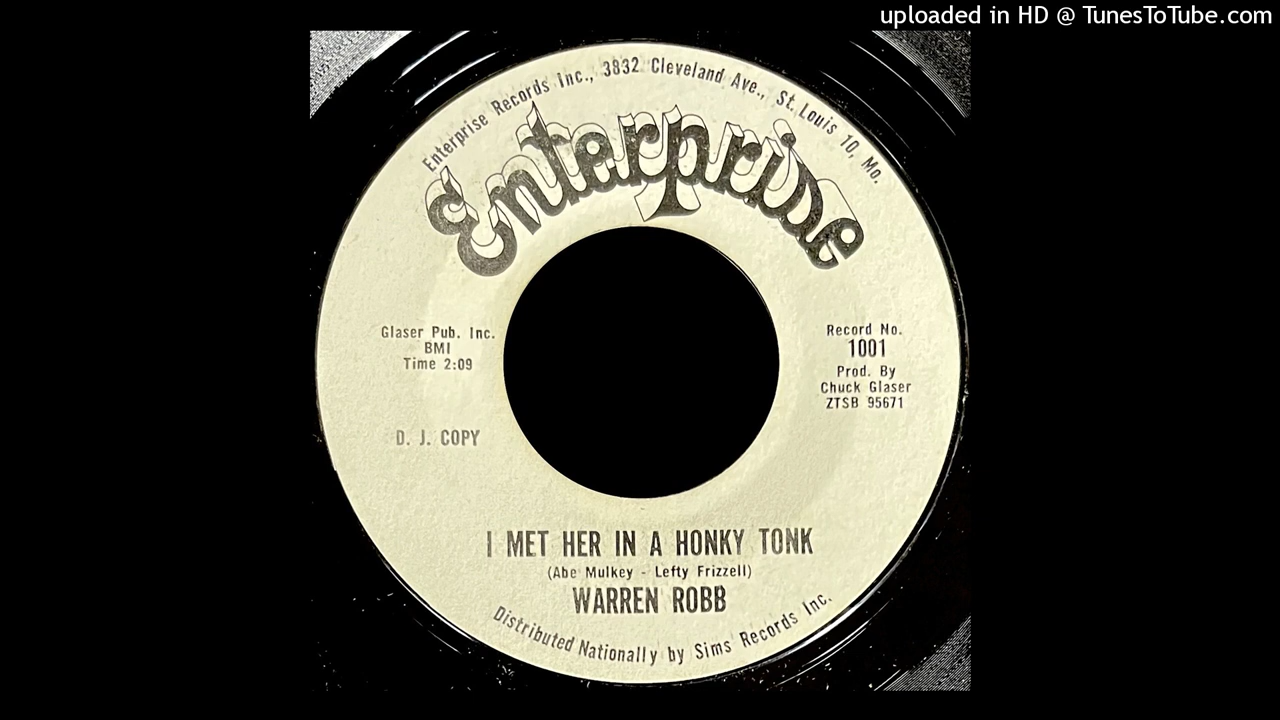 uploaded in HD @ TunesToTube.com
Enterprise Records Inc., 3832 Cleveland Ave., St. Louis 10, Mo.
Enterprise
Glaser Pub. Inc.
BMI
Time 2:09
D. J. COPY
Record No.
1001
Prod. By
Chuck Glaser
ZTSB 95671
I MET HER IN A HONKY TONK
(Abe Mulkey - Lefty Frizzell)
WARREN ROBB
Distributed Nationally by Sims Records Inc.